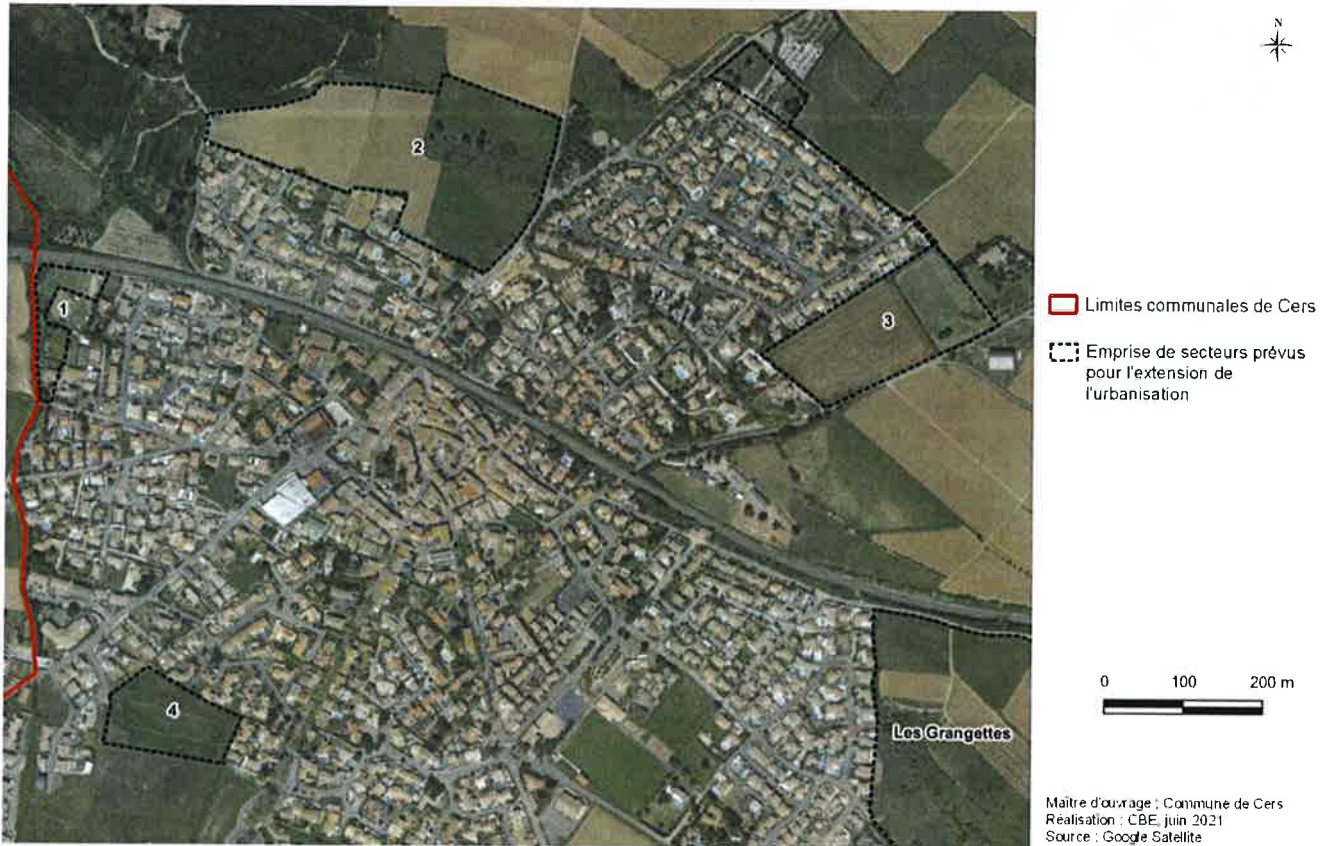 N
2
1
3
4
Les Grangettes
Limites communales de Cers
Emprise de secteurs prévus
pour l'extension de
l'urbanisation
0 100 200 m
Maître d'ouvrage : Commune de Cers
Réalisation : CBE, juin 2021
Source : Google Satellite